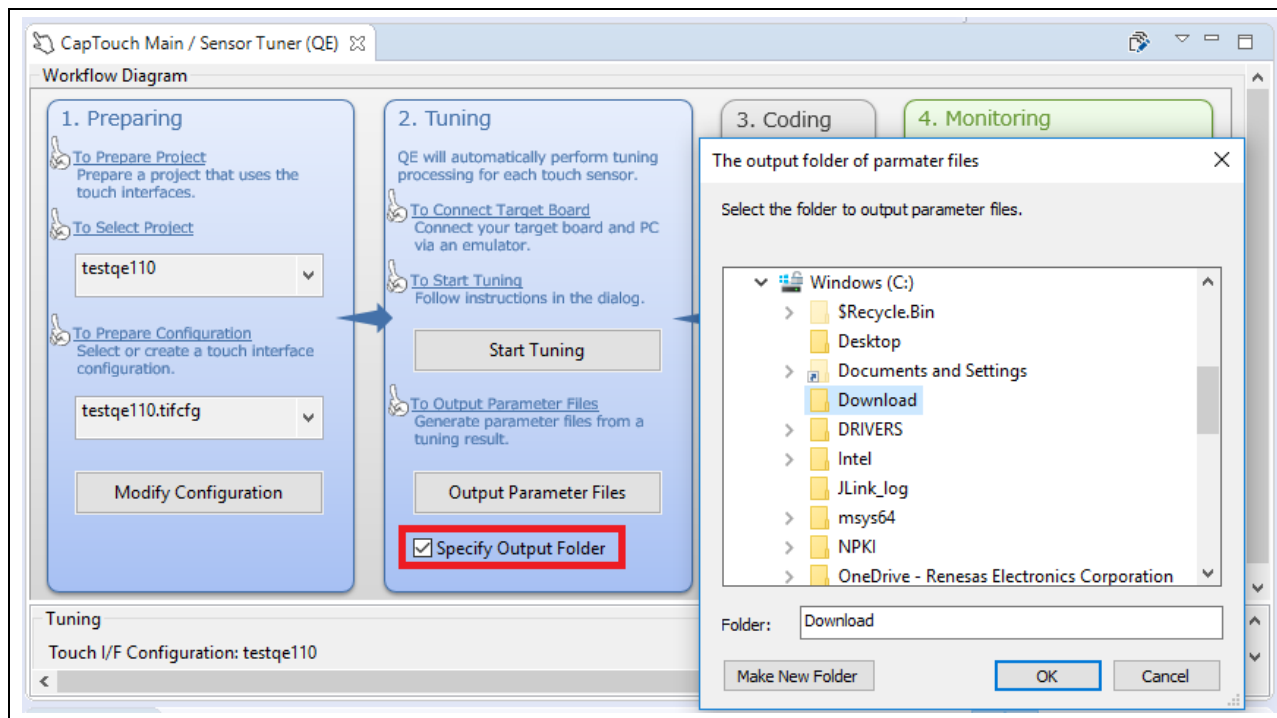 CapTouch Main / Sensor Tuner (QE)
Workflow Diagram
1. Preparing
To Prepare Project
Prepare a project that uses the
touch interfaces.
To Select Project
testqe110
To Prepare Configuration
Select or create a touch interface
configuration.
testqe110.tifcfg
Modify Configuration
2. Tuning
QE will automatically perform tuning
processing for each touch sensor.
To Connect Target Board
Connect your target board and PC
via an emulator.
To Start Tuning
Follow instructions in the dialog.
Start Tuning
To Output Parameter Files
Generate parameter files from a
tuning result.
Output Parameter Files
Specify Output Folder
3. Coding
4. Monitoring
The output folder of parmater files
Select the folder to output parameter files.
Windows (C:)
$Recycle.Bin
Desktop
Documents and Settings
Download
DRIVERS
Intel
JLink_log
msys64
NPKI
OneDrive - Renesas Electronics Corporation
Folder: Download
Make New Folder OK Cancel
Tuning
Touch I/F Configuration: testqe110